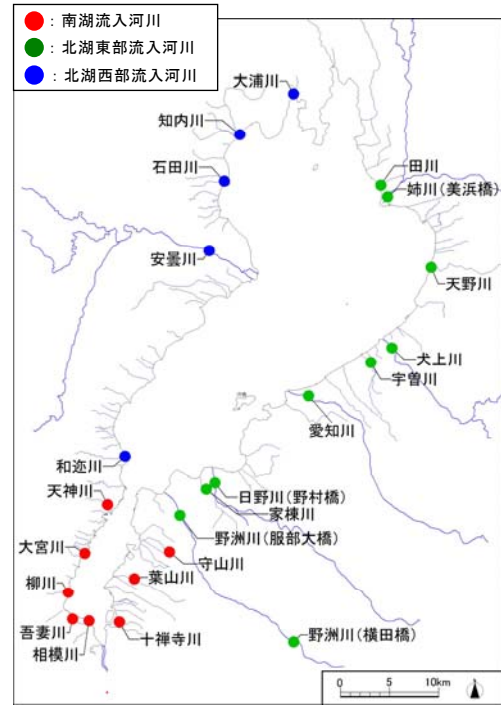 ：南湖流入河川
：北湖東部流入河川
：北湖西部流入河川
大浦川
知内川
石田川
田川
姉川(美浜橋)
安曇川
天野川
犬上川
宇曽川
愛知川
和迩川
天神川
日野川(野村橋)
家棟川
野洲川(服部大橋)
大宮川
守山川
葉山川
柳川
吾妻川
相模川
十禅寺川
野洲川(横田橋)
0 5 10km